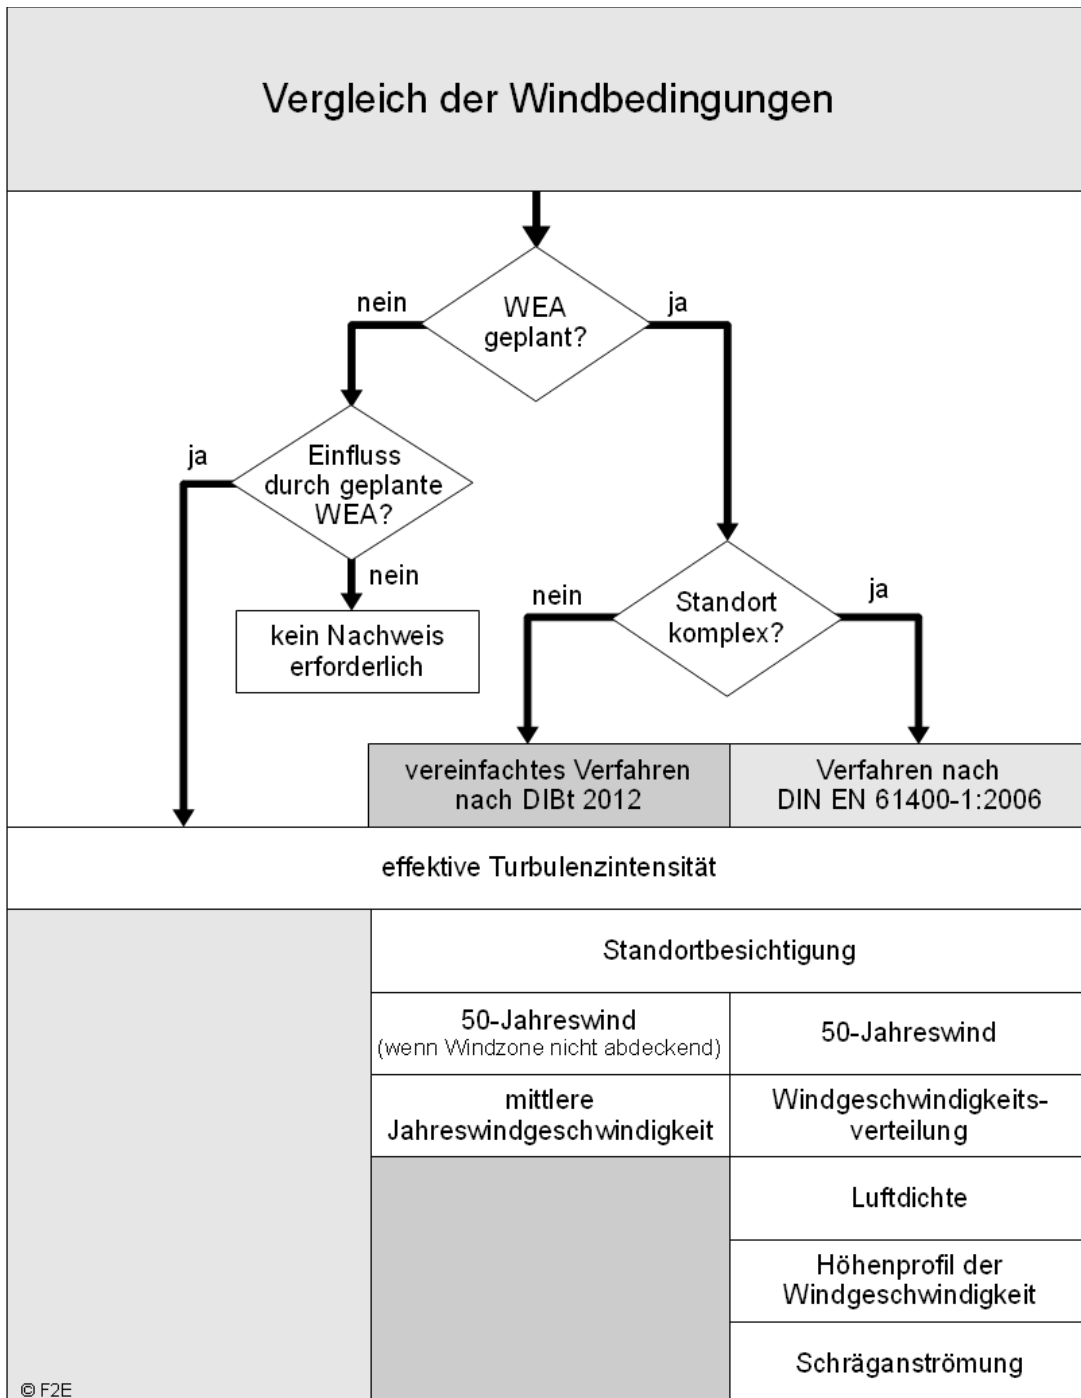 Vergleich der Windbedingungen
nein
WEA
geplant?
ja
ja
Einfluss
durch geplante
WEA?
nein
kein Nachweis
erforderlich
nein
Standort
komplex?
ja
vereinfachtes Verfahren
nach DIBt 2012
Verfahren nach
DIN EN 61400-1:2006
effektive Turbulenzintensität
Standortbesichtigung
50-Jahreswind
(wenn Windzone nicht abdeckend)
50-Jahreswind
mittlere
Jahreswindgeschwindigkeit
Windgeschwindigkeits-
verteilung
Luftdichte
Höhenprofil der
Windgeschwindigkeit
Schräganströmung
© F2E